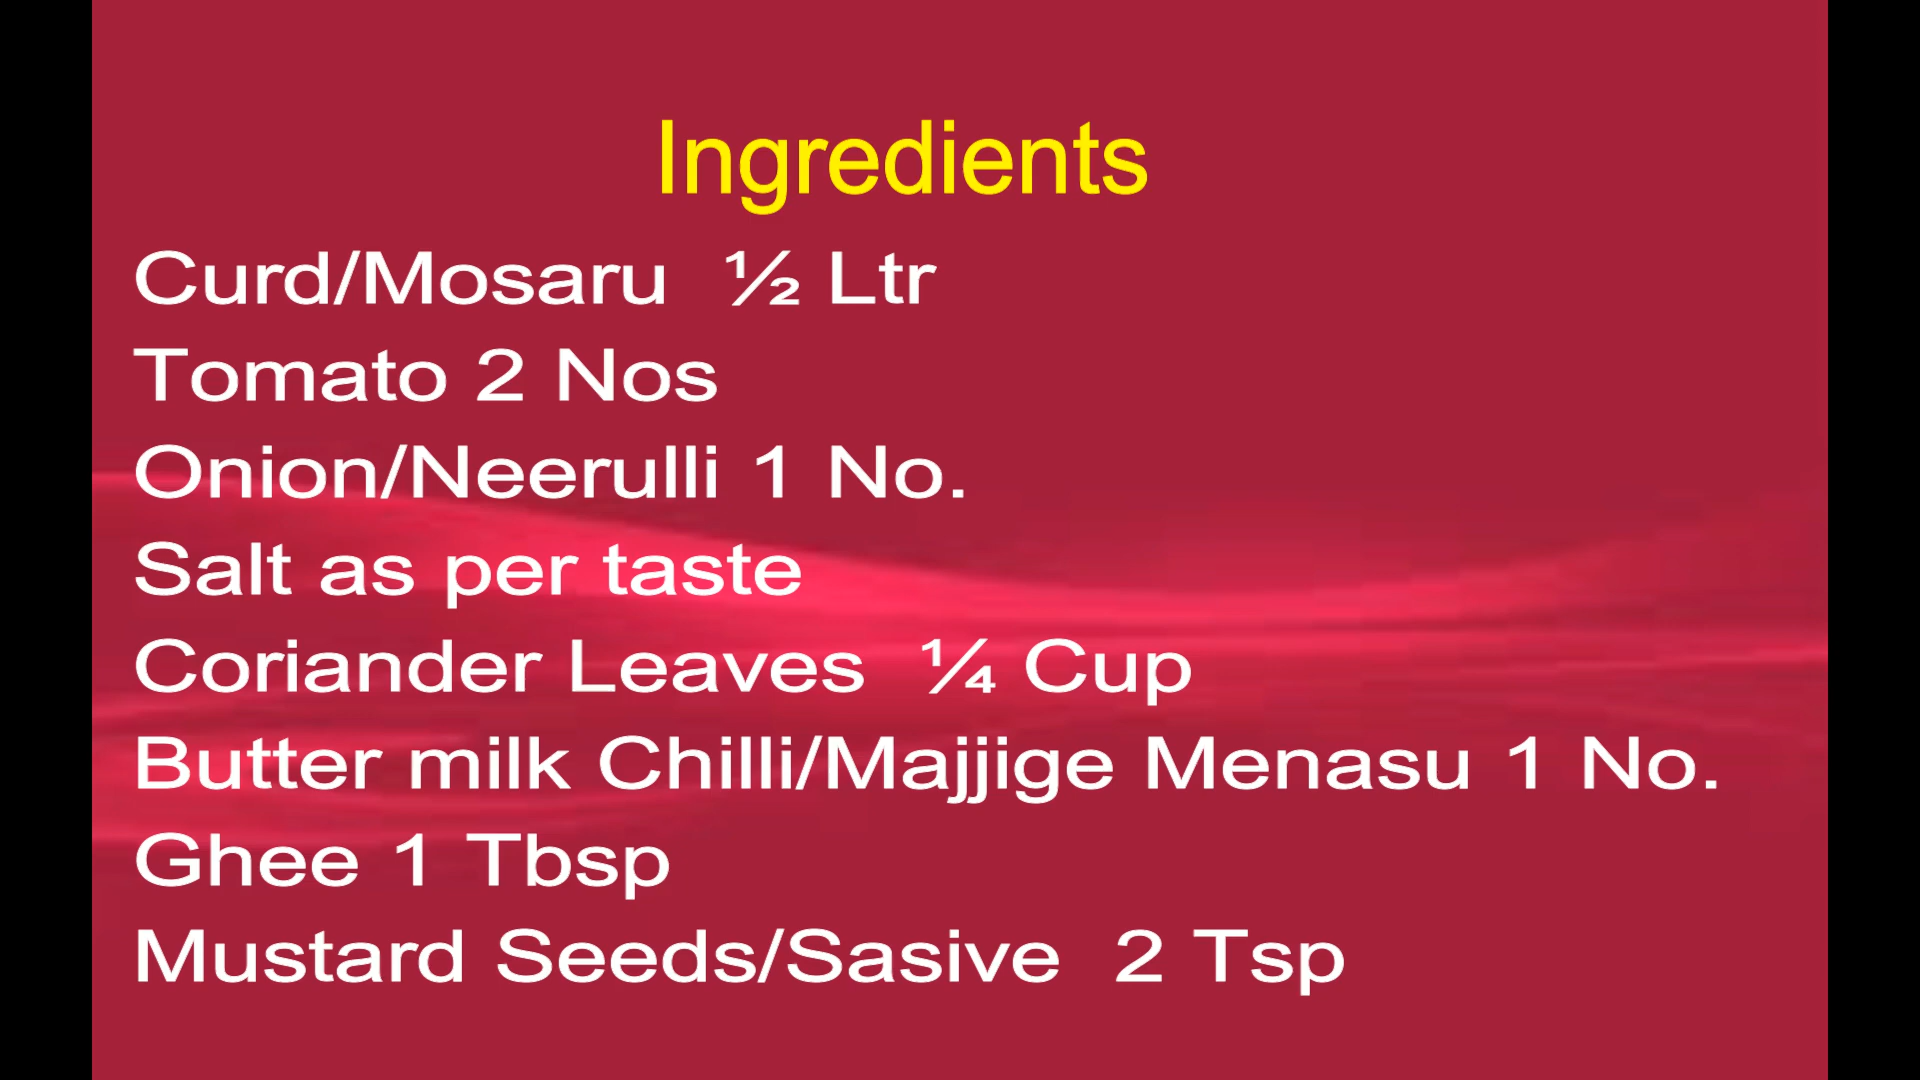 Ingredients
Curd/Mosaru ½ Ltr
Tomato 2 Nos
Onion/Neerulli 1 No.
Salt as per taste
Coriander Leaves ¼ Cup
Butter milk Chilli/Majjige Menasu 1 No.
Ghee 1 Tbsp
Mustard Seeds/Sasive 2 Tsp